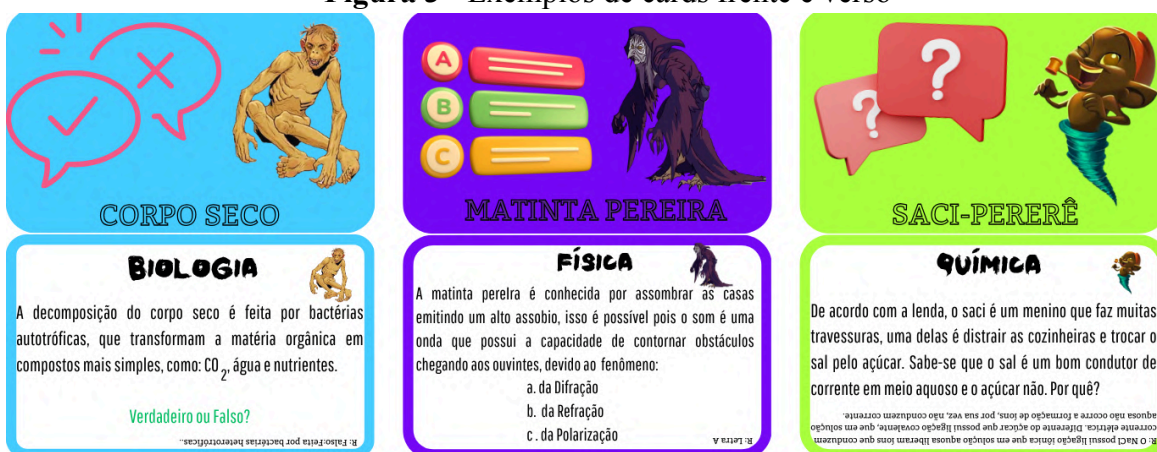 Figura 3 - Exemplos de cards frente e verso
A
B
C
?
?
CORPO SECO
MATINTA PEREIRA
SACI-PERERÊ
BIOLOGIA
A decomposição do corpo seco é feita por bactérias
autotróficas, que transformam a matéria orgânica em
compostos mais simples, como: CO2, água e nutrientes.
Verdadeiro ou Falso?
R: Falso! Feita por bactérias heterotróficas..
FÍSICA
A matinta pereIra é conhecida por assombrar as casas
emitindo um alto assobio, isso é possível pois o som é uma
onda que possui a capacidade de contornar obstáculos
chegando aos ouvintes, devido ao fenômeno:
a. da Difração
b. da Refração
c . da Polarização
R: Letra A
QUÍMICA
De acordo com a lenda, o saci é um menino que faz muitas
travessuras, uma delas é distrair as cozinheiras e trocar o
sal pelo açúcar. Sabe-se que o sal é um bom condutor de
corrente em meio aquoso e o açúcar não. Por quê?
R: O NaCl possui ligação iônica que em solução aquosa liberam íons que conduzem
corrente elétrica. Diferente do açúcar que possui ligação covalente, que em solução
aquosa não ocorre a formação de íons, por sua vez, não conduzem corrente.